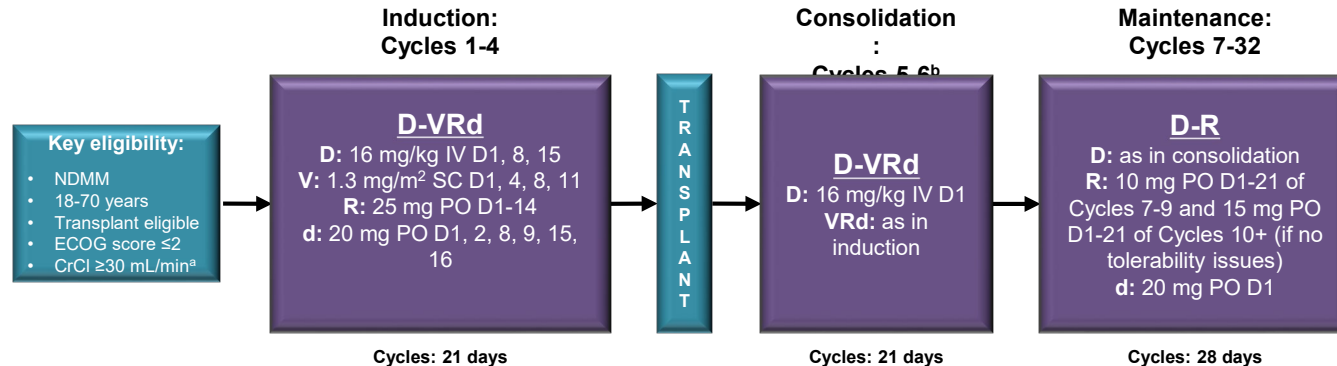 Induction:
Cycles 1-4
Consolidation
:
Cycles 5-6ᵇ
Maintenance:
Cycles 7-32
Key eligibility:
• NDMM
• 18-70 years
• Transplant eligible
• ECOG score ≤2
• CrCl ≥30 mL/minᵃ
D-VRd
D: 16 mg/kg IV D1, 8, 15
V: 1.3 mg/m² SC D1, 4, 8, 11
R: 25 mg PO D1-14
d: 20 mg PO D1, 2, 8, 9, 15,
16
T
R
A
N
S
P
L
A
N
T
D-VRd
D: 16 mg/kg IV D1
VRd: as in
induction
D-R
D: as in consolidation
R: 10 mg PO D1-21 of
Cycles 7-9 and 15 mg PO
D1-21 of Cycles 10+ (if no
tolerability issues)
d: 20 mg PO D1
Cycles: 21 days
Cycles: 21 days
Cycles: 28 days